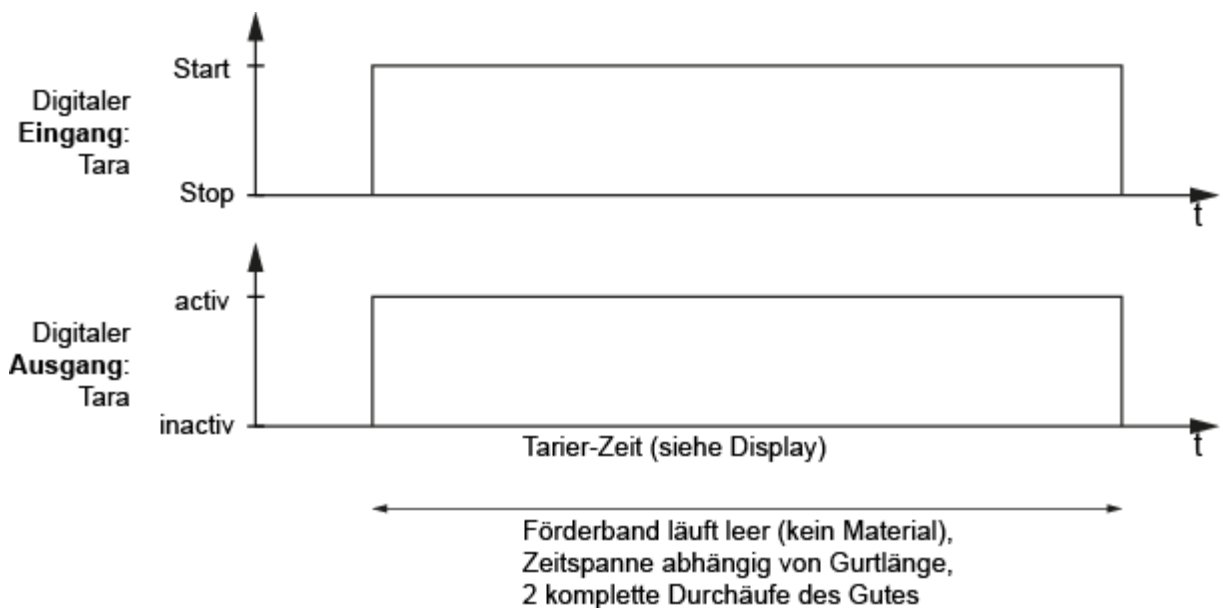 Start
Digitaler
Eingang:
Tara
Stop
t
activ
Digitaler
Ausgang:
Tara
inactiv
t
Tarier-Zeit (siehe Display)
Förderband läuft leer (kein Material),
Zeitspanne abhängig von Gurtlänge,
2 komplette Durchäufe des Gutes